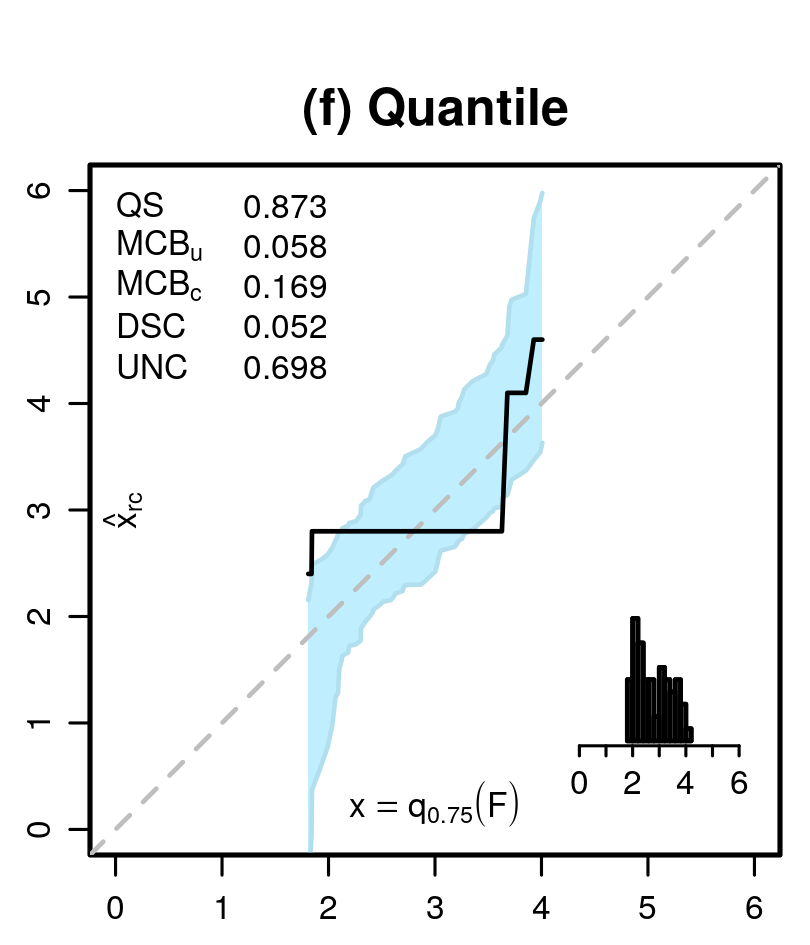 (f) Quantile
QS 0.873
MCBu 0.058
MCBc 0.169
DSC 0.052
UNC 0.698
6
5
4
3
2
1
0
x̂rc
x = q0.75(F)
0 2 4 6
0 1 2 3 4 5 6